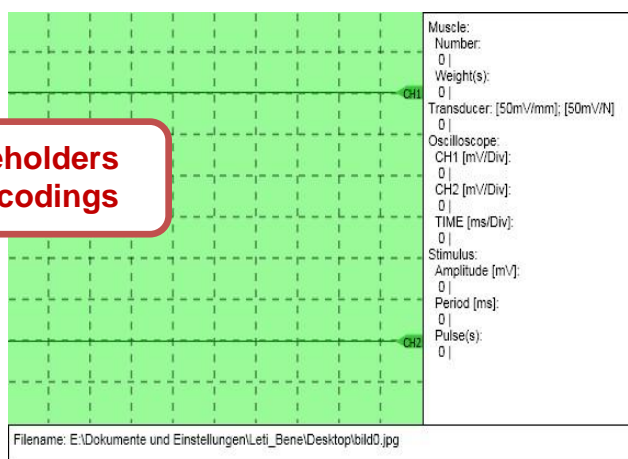 Muscle:
Number:
0 |
Weight(s):
0 |
Transducer: [50mV/mm]; [50mV/N]
0 |
Oscilloscope:
CH1 [mV/Div]:
0 |
CH2 [mV/Div]:
0 |
TIME [ms/Div]:
0 |
Stimulus:
Amplitude [mV]:
0 |
Period [ms]:
0 |
Pulse(s):
0 |
CH1
eholders
codings
CH2
Filename: E:\Dokumente und Einstellungen\Leti_Bene\Desktop\bild0.jpg